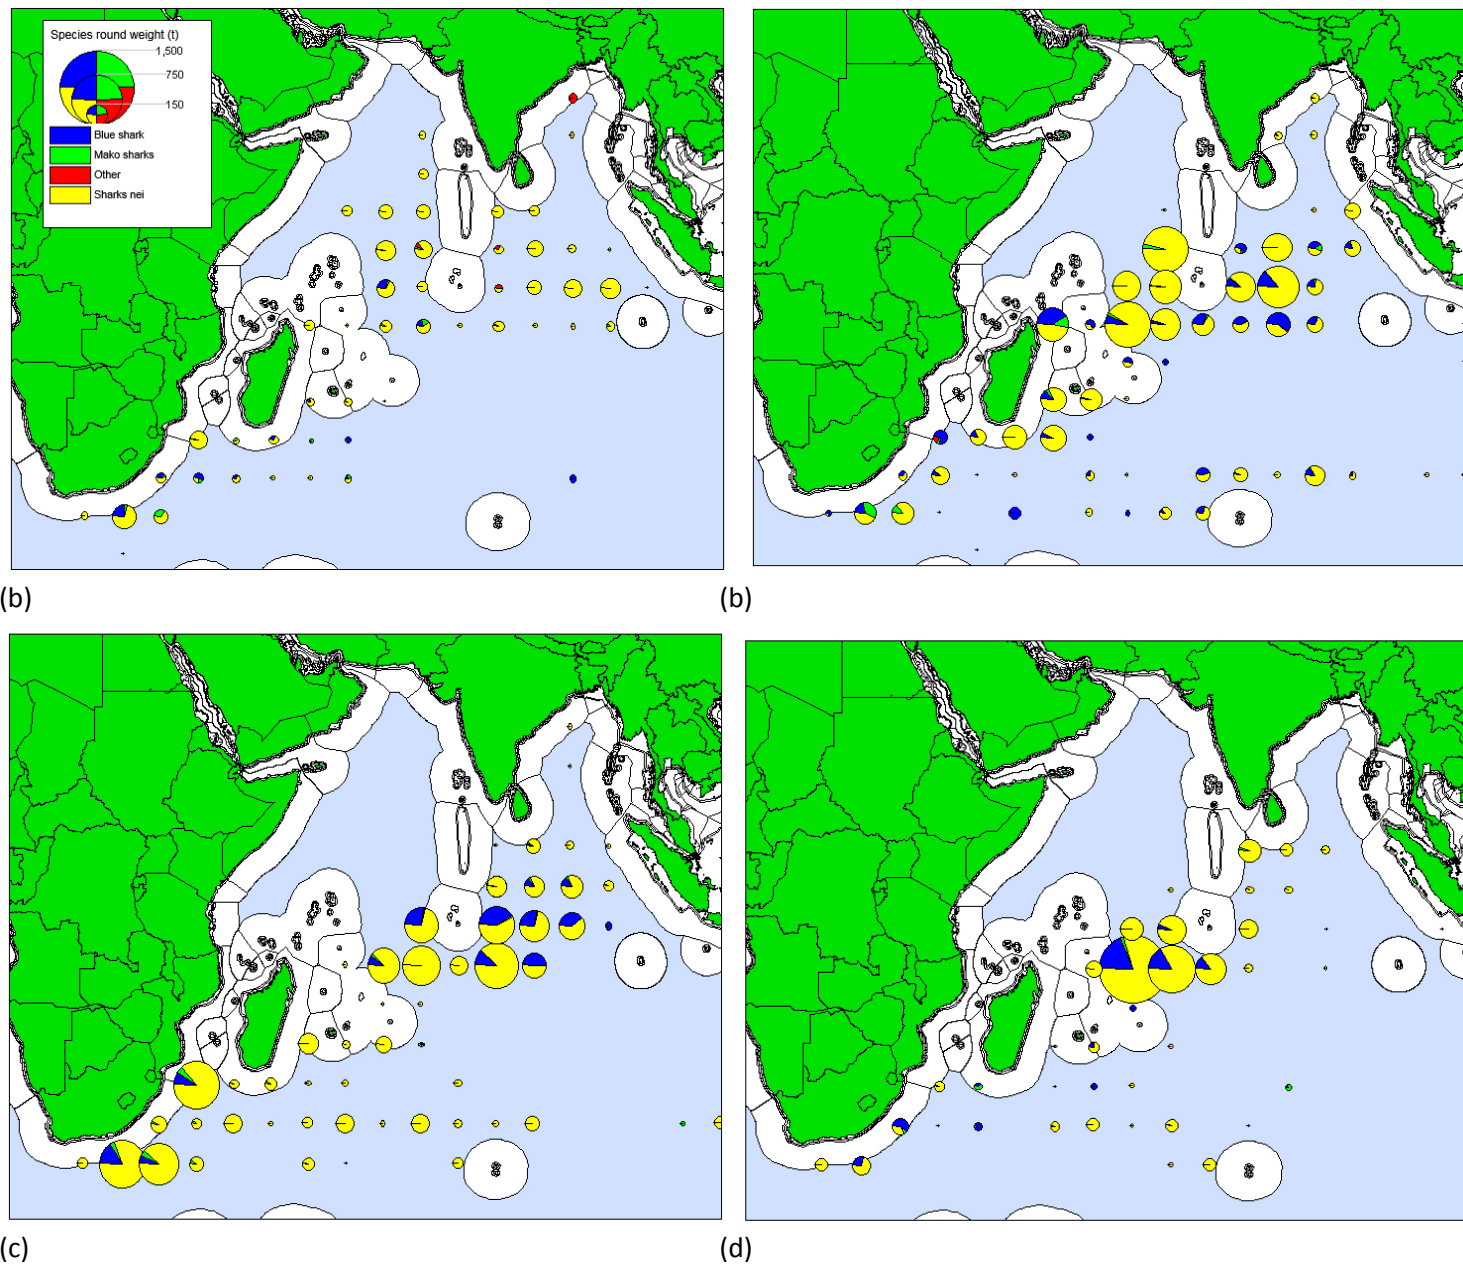 Species round weight (t)
1,500
750
150
Blue shark
Mako sharks
Other
Sharks nei
(b)
(b)
(c)
(d)